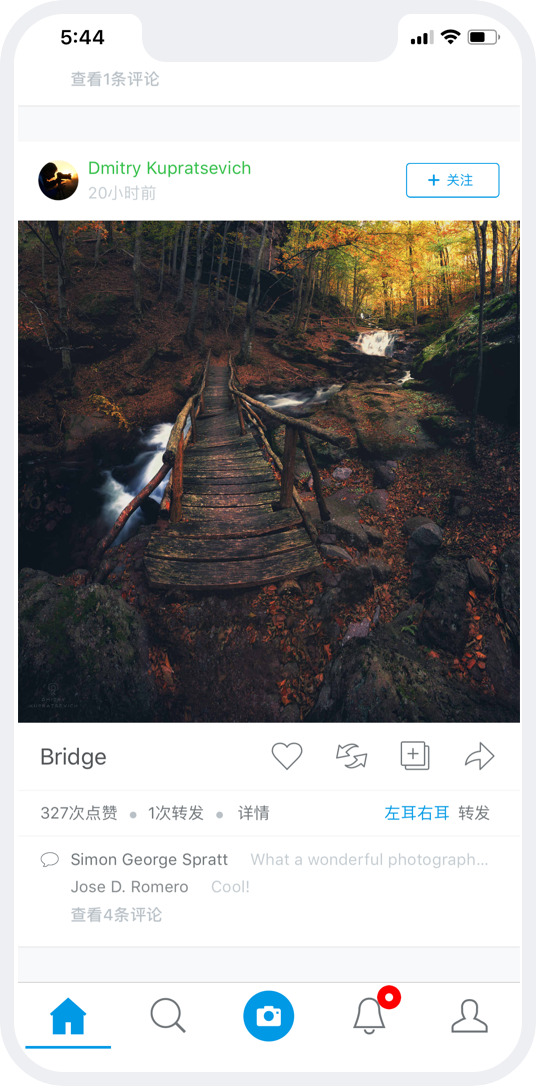 5:44
查看1条评论
Dmitry Kupratsevich
20小时前
+ 关注
DMITRY
KUPRATSEVICH
Bridge
327次点赞 ● 1次转发 ● 详情 左耳右耳 转发
Simon George Spratt What a wonderful photograph...
Jose D. Romero Cool!
查看4条评论